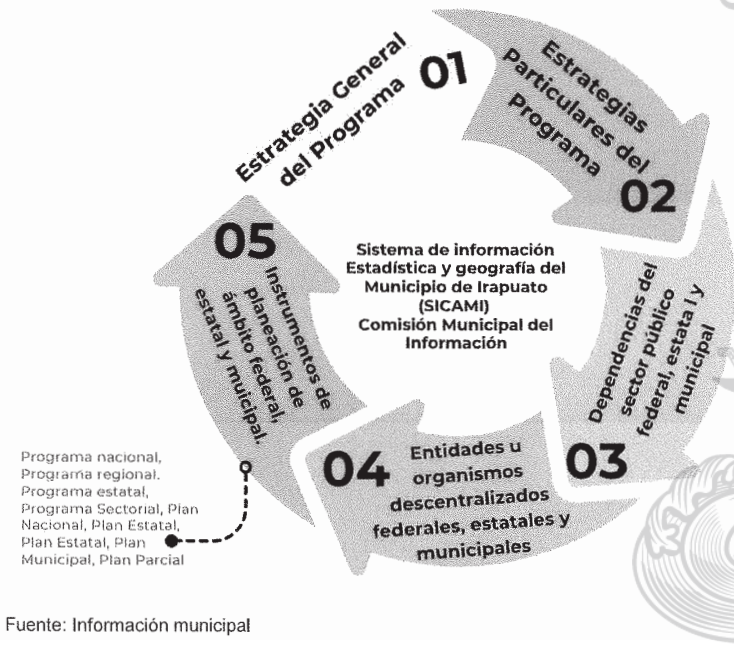 Estrategia General
del Programa
01
Estrategias
Particulares del
Programa
02
Dependencias del
sector público
federal, estata l y
municipal
03
Entidades u
organismos
descentralizados
federales, estatales y
municipales
04
Instrumentos de
planeación de
ámbito federal,
estatal y muicipal.
05
Sistema de información
Estadística y geografía del
Municipio de Irapuato
(SICAMI)
Comisión Municipal del
Información
Programa nacional,
Programa regional.
Programa estatal,
Programa Sectorial, Plan
Nacional, Plan Estatal,
Plan Estatal, Plan
Municipal, Plan Parcial
Fuente: Información municipal